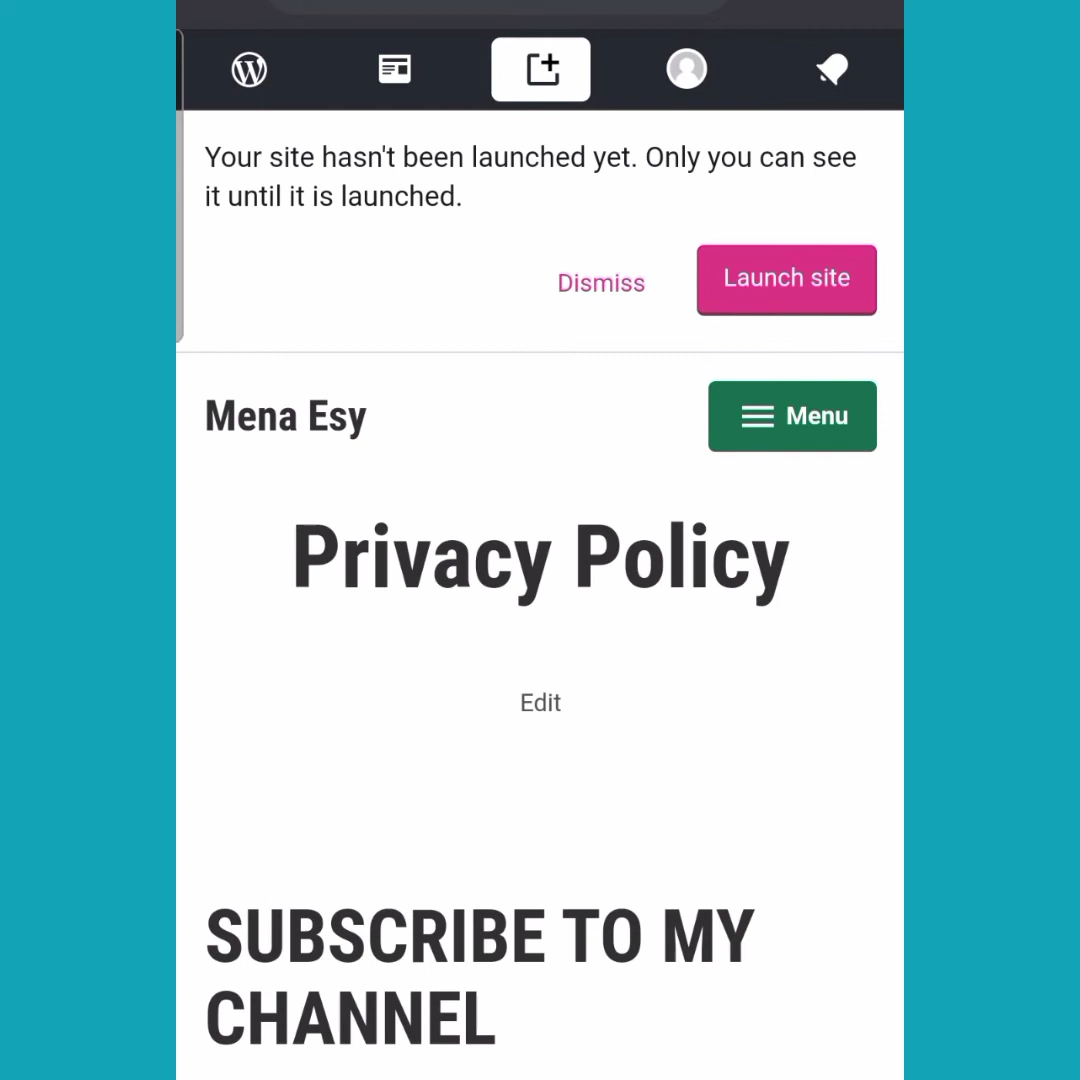 Your site hasn't been launched yet. Only you can see
it until it is launched.
Dismiss
Launch site
Mena Esy
Menu
Privacy Policy
Edit
SUBSCRIBE TO MY
CHANNEL